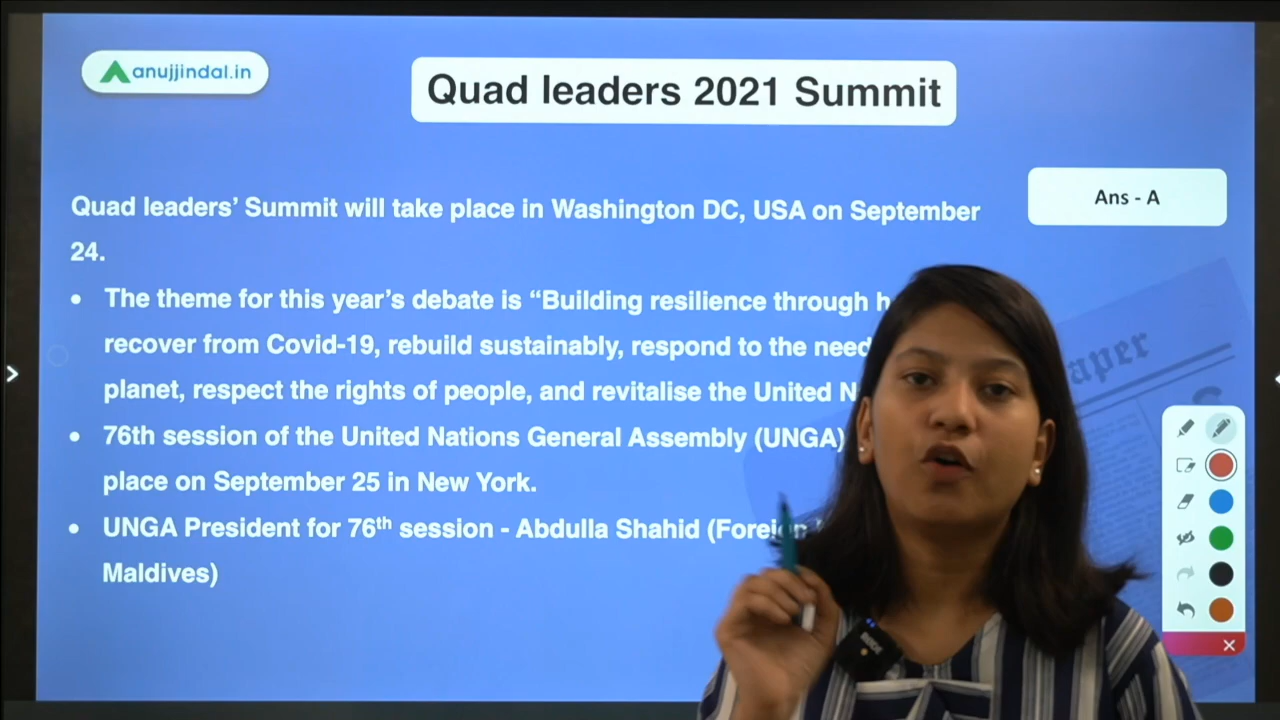 anujjindal.in
Quad leaders 2021 Summit
Ans - A
Quad leaders’ Summit will take place in Washington DC, USA on September
24.
• The theme for this year’s debate is “Building resilience through
recover from Covid-19, rebuild sustainably, respond to the
planet, respect the rights of people, and revitalise the United
• 76th session of the United Nations General Assembly (UNGA)
place on September 25 in New York.
• UNGA President for 76th session - Abdulla Shahid
Maldives)